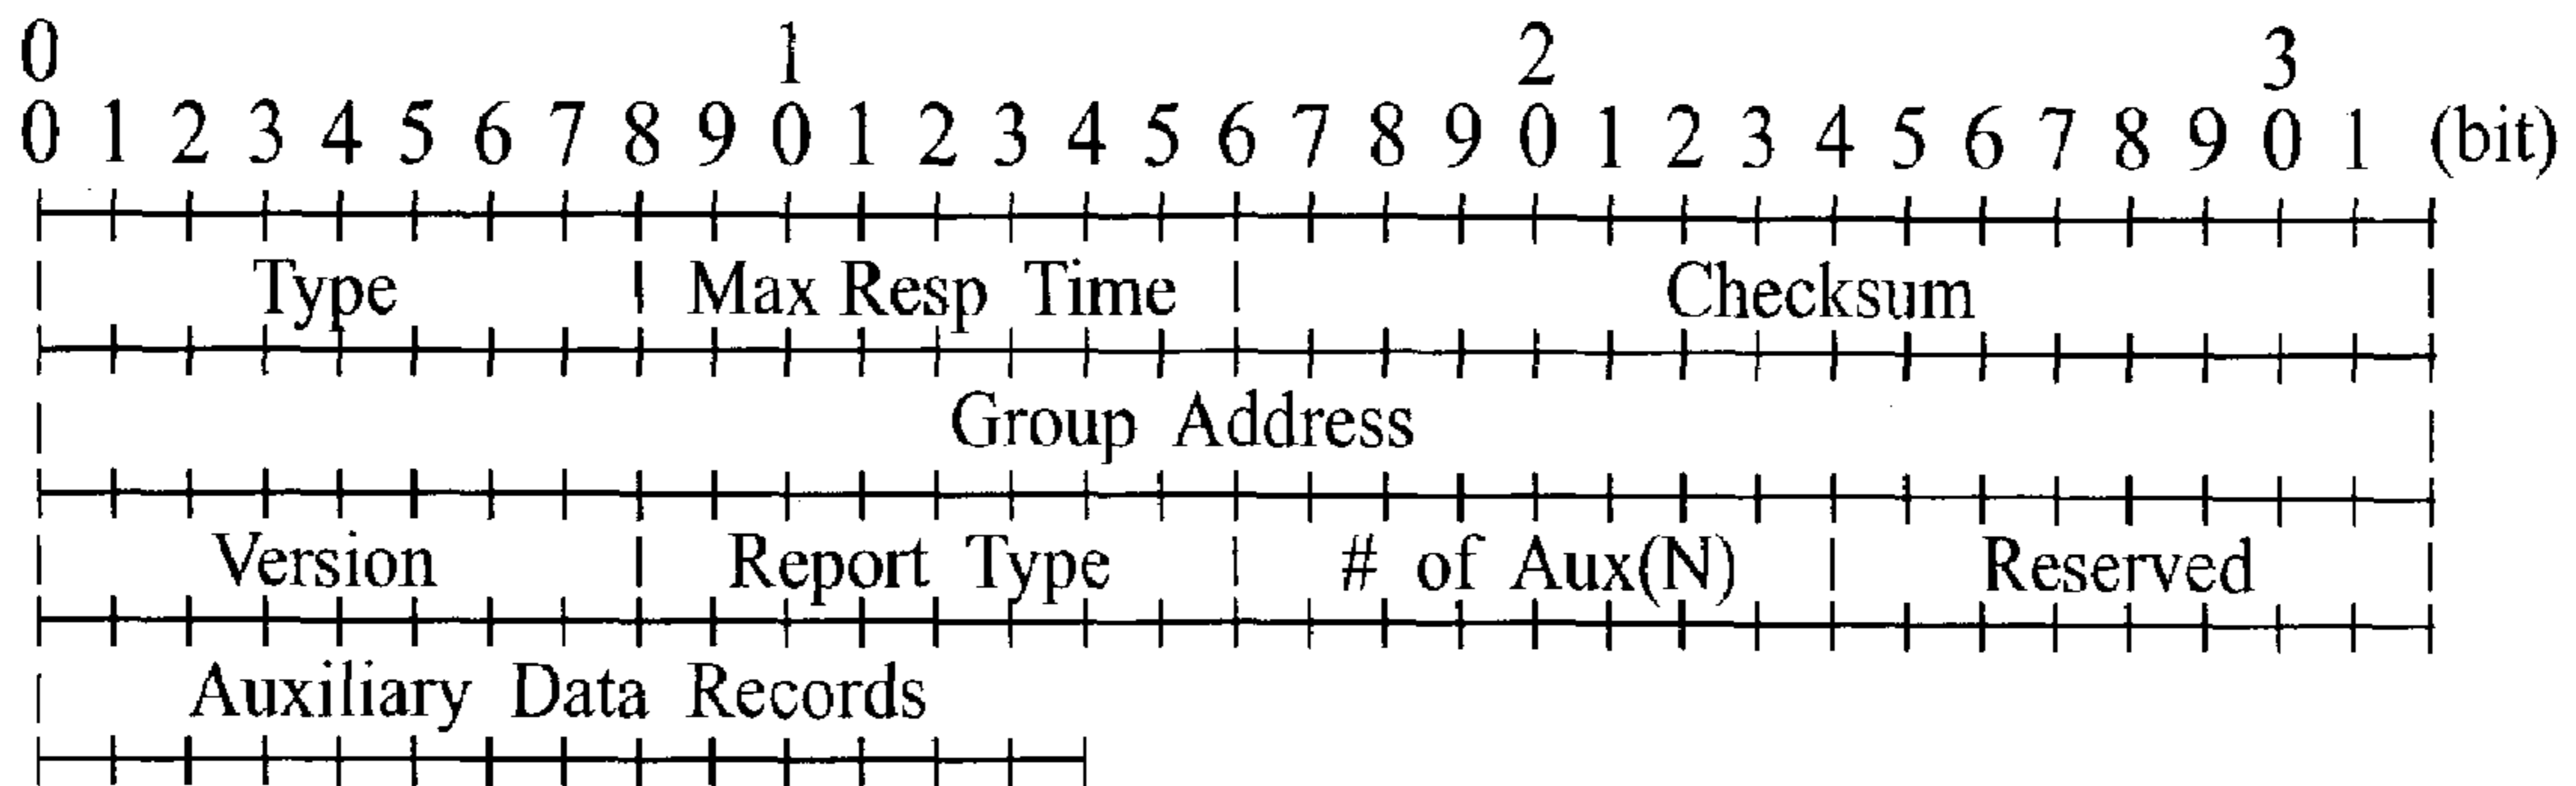 0 1 2 3
0 1 2 3 4 5 6 7 8 9 0 1 2 3 4 5 6 7 8 9 0 1 2 3 4 5 6 7 8 9 0 1 (bit)
Type Max Resp Time Checksum
Group Address
Version Report Type # of Aux(N) Reserved
Auxiliary Data Records